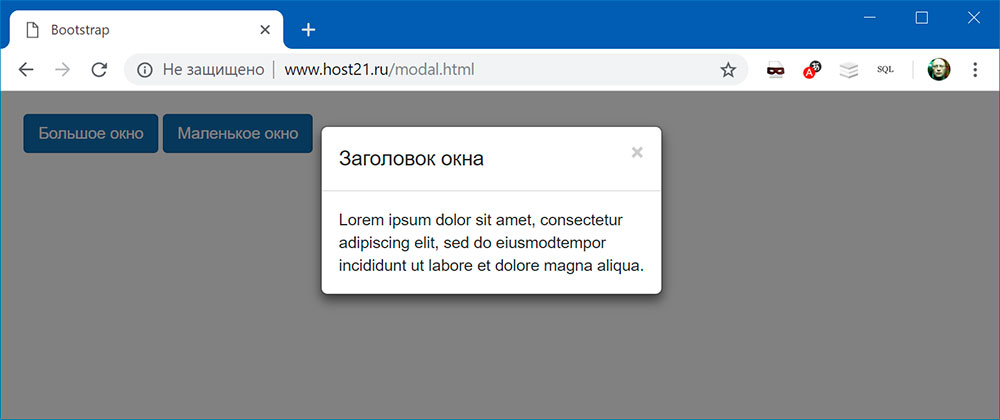 Bootstrap
Не защищено | www.host21.ru/modal.html
SQL
Большое окно Маленькое окно
Заголовок окна
Lorem ipsum dolor sit amet, consectetur
adipiscing elit, sed do eiusmodtempor
incididunt ut labore et dolore magna aliqua.